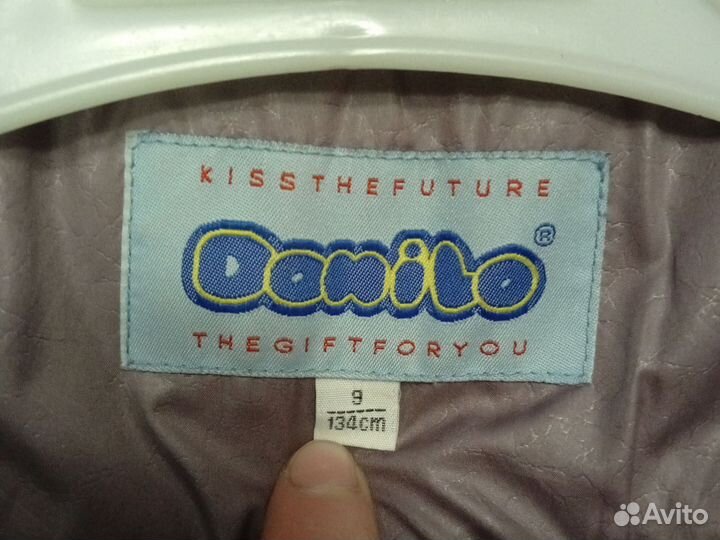 KISSTHEFUTURE
Danilo®
THEGIFTFORYOU
9
134cm
Avito